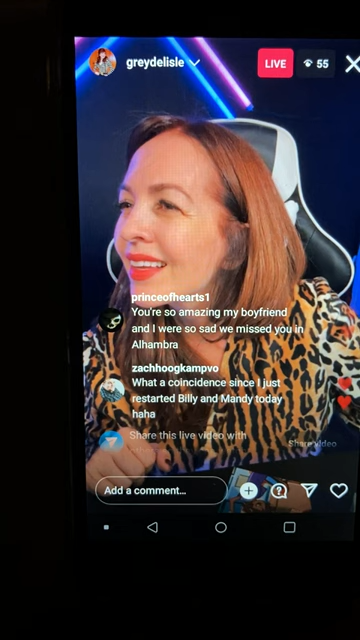 greydelisle
LIVE
55
princeofhearts1
You're so amazing my boyfriend
and I were so sad we missed you in
Alhambra
zachhoogkampvo
What a coincidence since I just
restarted Billy and Mandy today
haha
Share this live video with
Share video
Add a comment...